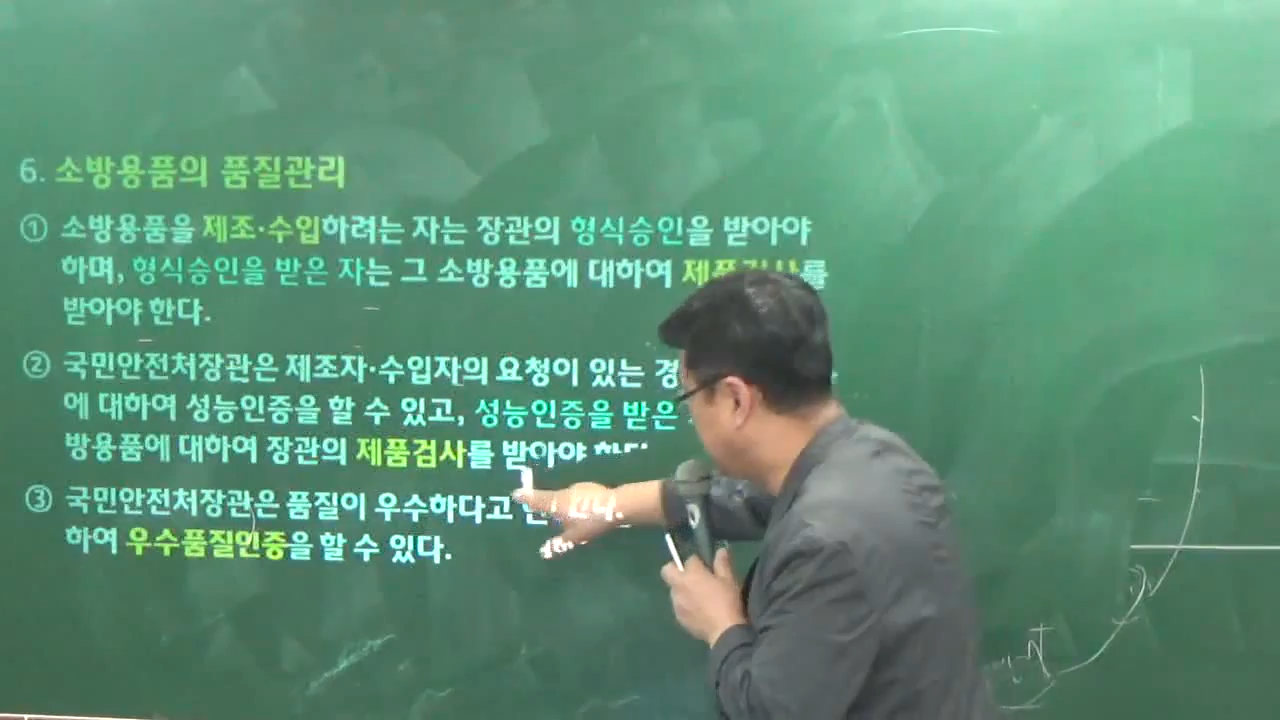 6. 소방용품의 품질관리
① 소방용품을 제조·수입하려는 자는 장관의 형식승인을 받아야
하며, 형식승인을 받은 자는 그 소방용품에 대하여 제품검사를
받아야 한다.
② 국민안전처장관은 제조자·수입자의 요청이 있는
에 대하여 성능인증을 할 수 있고, 성능인증을 받은
방용품에 대하여 장관의 제품검사를 받아야 한다
③ 국민안전처장관은 품질이 우수하다고
하여 우수품질인증을 할 수 있다.